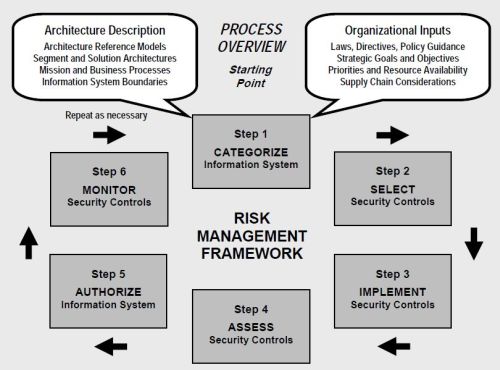 Architecture Description
Architecture Reference Models
Segment and Solution Architectures
Mission and Business Processes
Information System Boundaries
PROCESS
OVERVIEW
Starting
Point
Organizational Inputs
Laws, Directives, Policy Guidance
Strategic Goals and Objectives
Priorities and Resource Availability
Supply Chain Considerations
Repeat as necessary
Step 1
CATEGORIZE
Information System
Step 2
SELECT
Security Controls
Step 3
IMPLEMENT
Security Controls
Step 4
ASSESS
Security Controls
Step 5
AUTHORIZE
Information System
Step 6
MONITOR
Security Controls
RISK
MANAGEMENT
FRAMEWORK